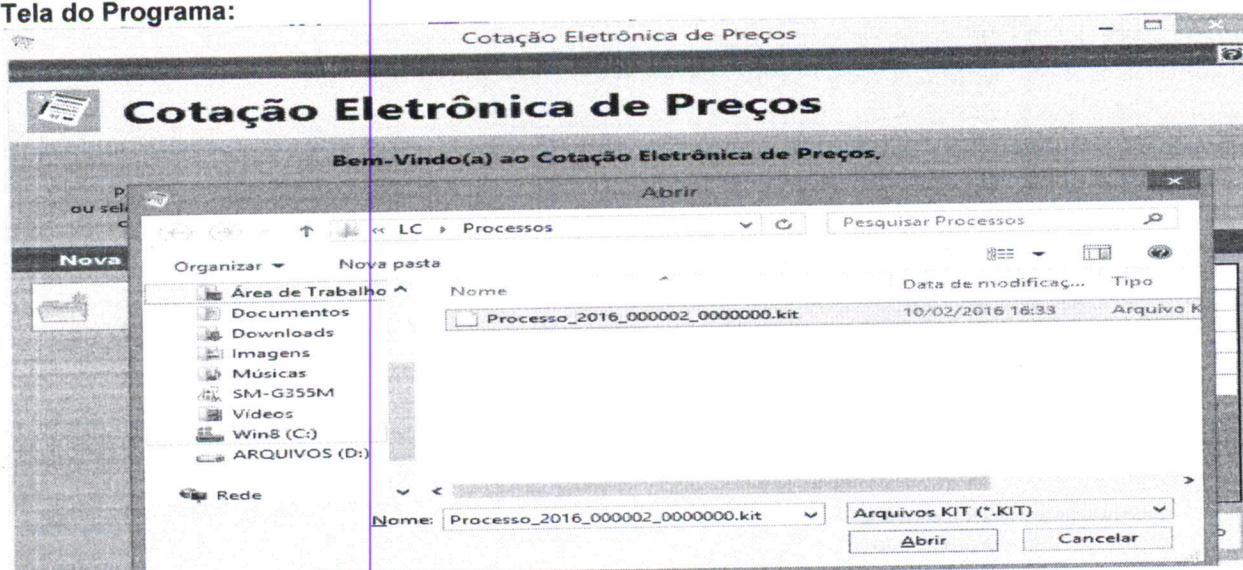 Tela do Programa:
Cotação Eletrônica de Preços
Cotação Eletrônica de Preços
Bem-Vindo(a) ao Cotação Eletrônica de Preços,
P
ou sel
c
Abrir
« LC › Processos
Pesquisar Processos
Nova
Organizar
Nova pasta
Nome
Data de modificaç...
Tipo
Área de Trabalho
Documentos
Downloads
Imagens
Músicas
SM-G355M
Vídeos
Win8 (C:)
ARQUIVOS (D:)
Rede
Processo_2016_000002_0000000.kit
10/02/2016 16:33
Arquivo K
Nome:
Processo_2016_000002_0000000.kit
Arquivos KIT (*.KIT)
Abrir
Cancelar